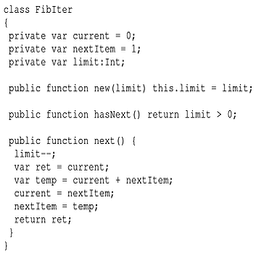 class FibIter
{
private var current = 0;
private var nextItem = 1;
private var limit:Int;
public function new(limit) this.limit = limit;
public function hasNext() return limit > 0;
public function next() {
limit--;
var ret = current;
var temp = current + nextItem;
current = nextItem;
nextItem = temp;
return ret;
}
}